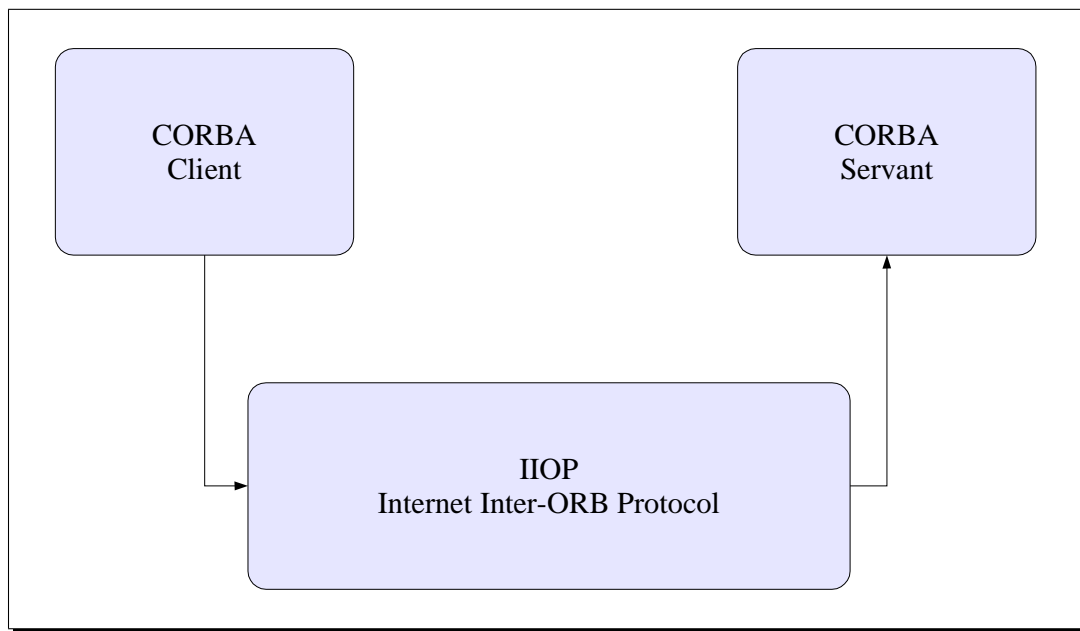 CORBA
Client
CORBA
Servant
IIOP
Internet Inter-ORB Protocol